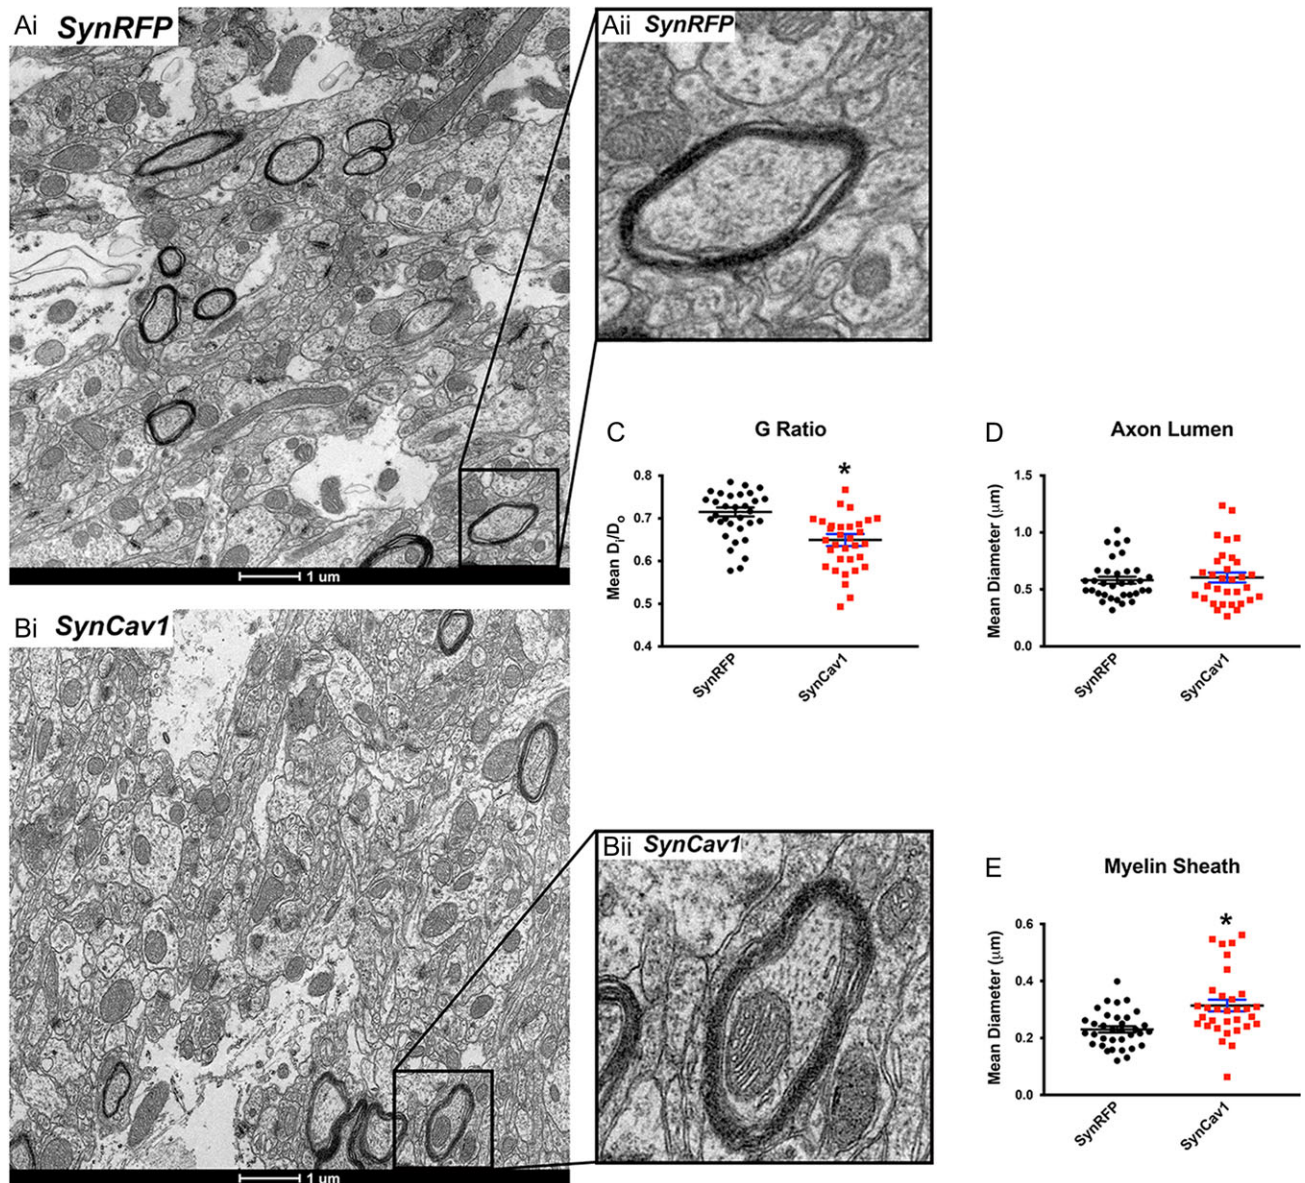 Ai SynRFP
Aii SynRFP
1 um
Bi SynCav1
1 um
Bii SynCav1
C G Ratio
*
0.8
0.7
0.6
0.5
0.4
Mean Di/Do
SynRFP
SynCav1
D Axon Lumen
1.5
1.0
0.5
0.0
Mean Diameter (μm)
SynRFP
SynCav1
E Myelin Sheath
*
0.6
0.4
0.2
0.0
Mean Diameter (μm)
SynRFP
SynCav1